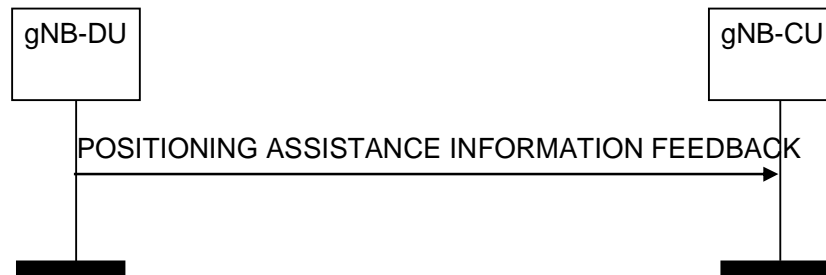 gNB-DU
gNB-CU
POSITIONING ASSISTANCE INFORMATION FEEDBACK